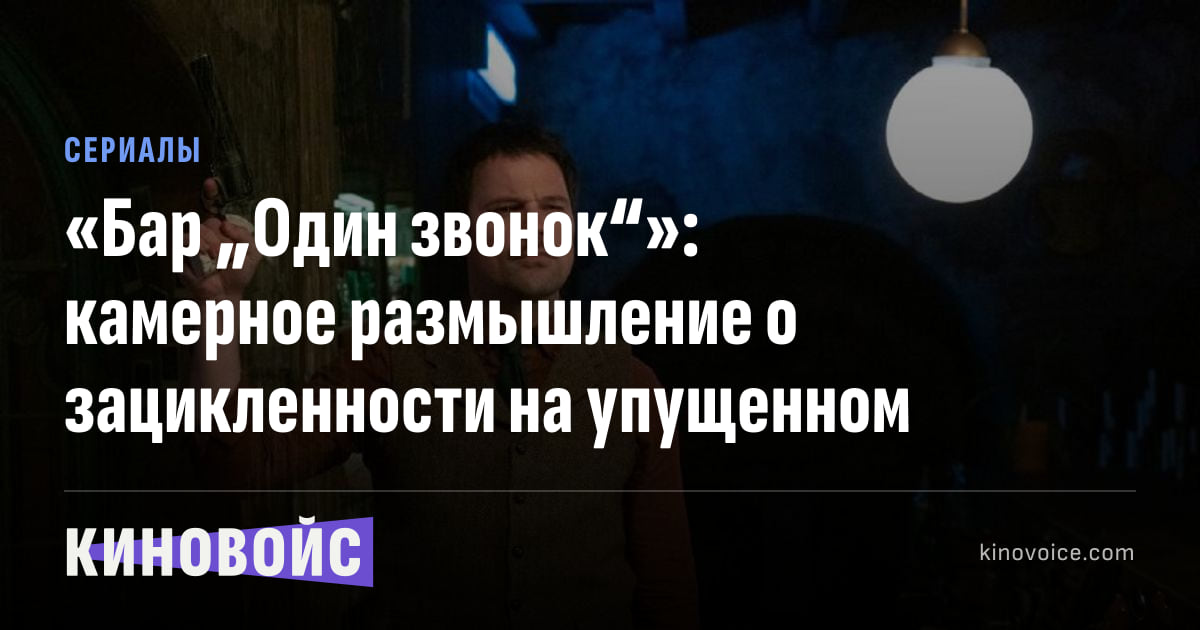 СЕРИАЛЫ
«Бар „Один звонок“»:
камерное размышление о
зацикленности на упущенном
КИНОВОЙС
kinovoice.com